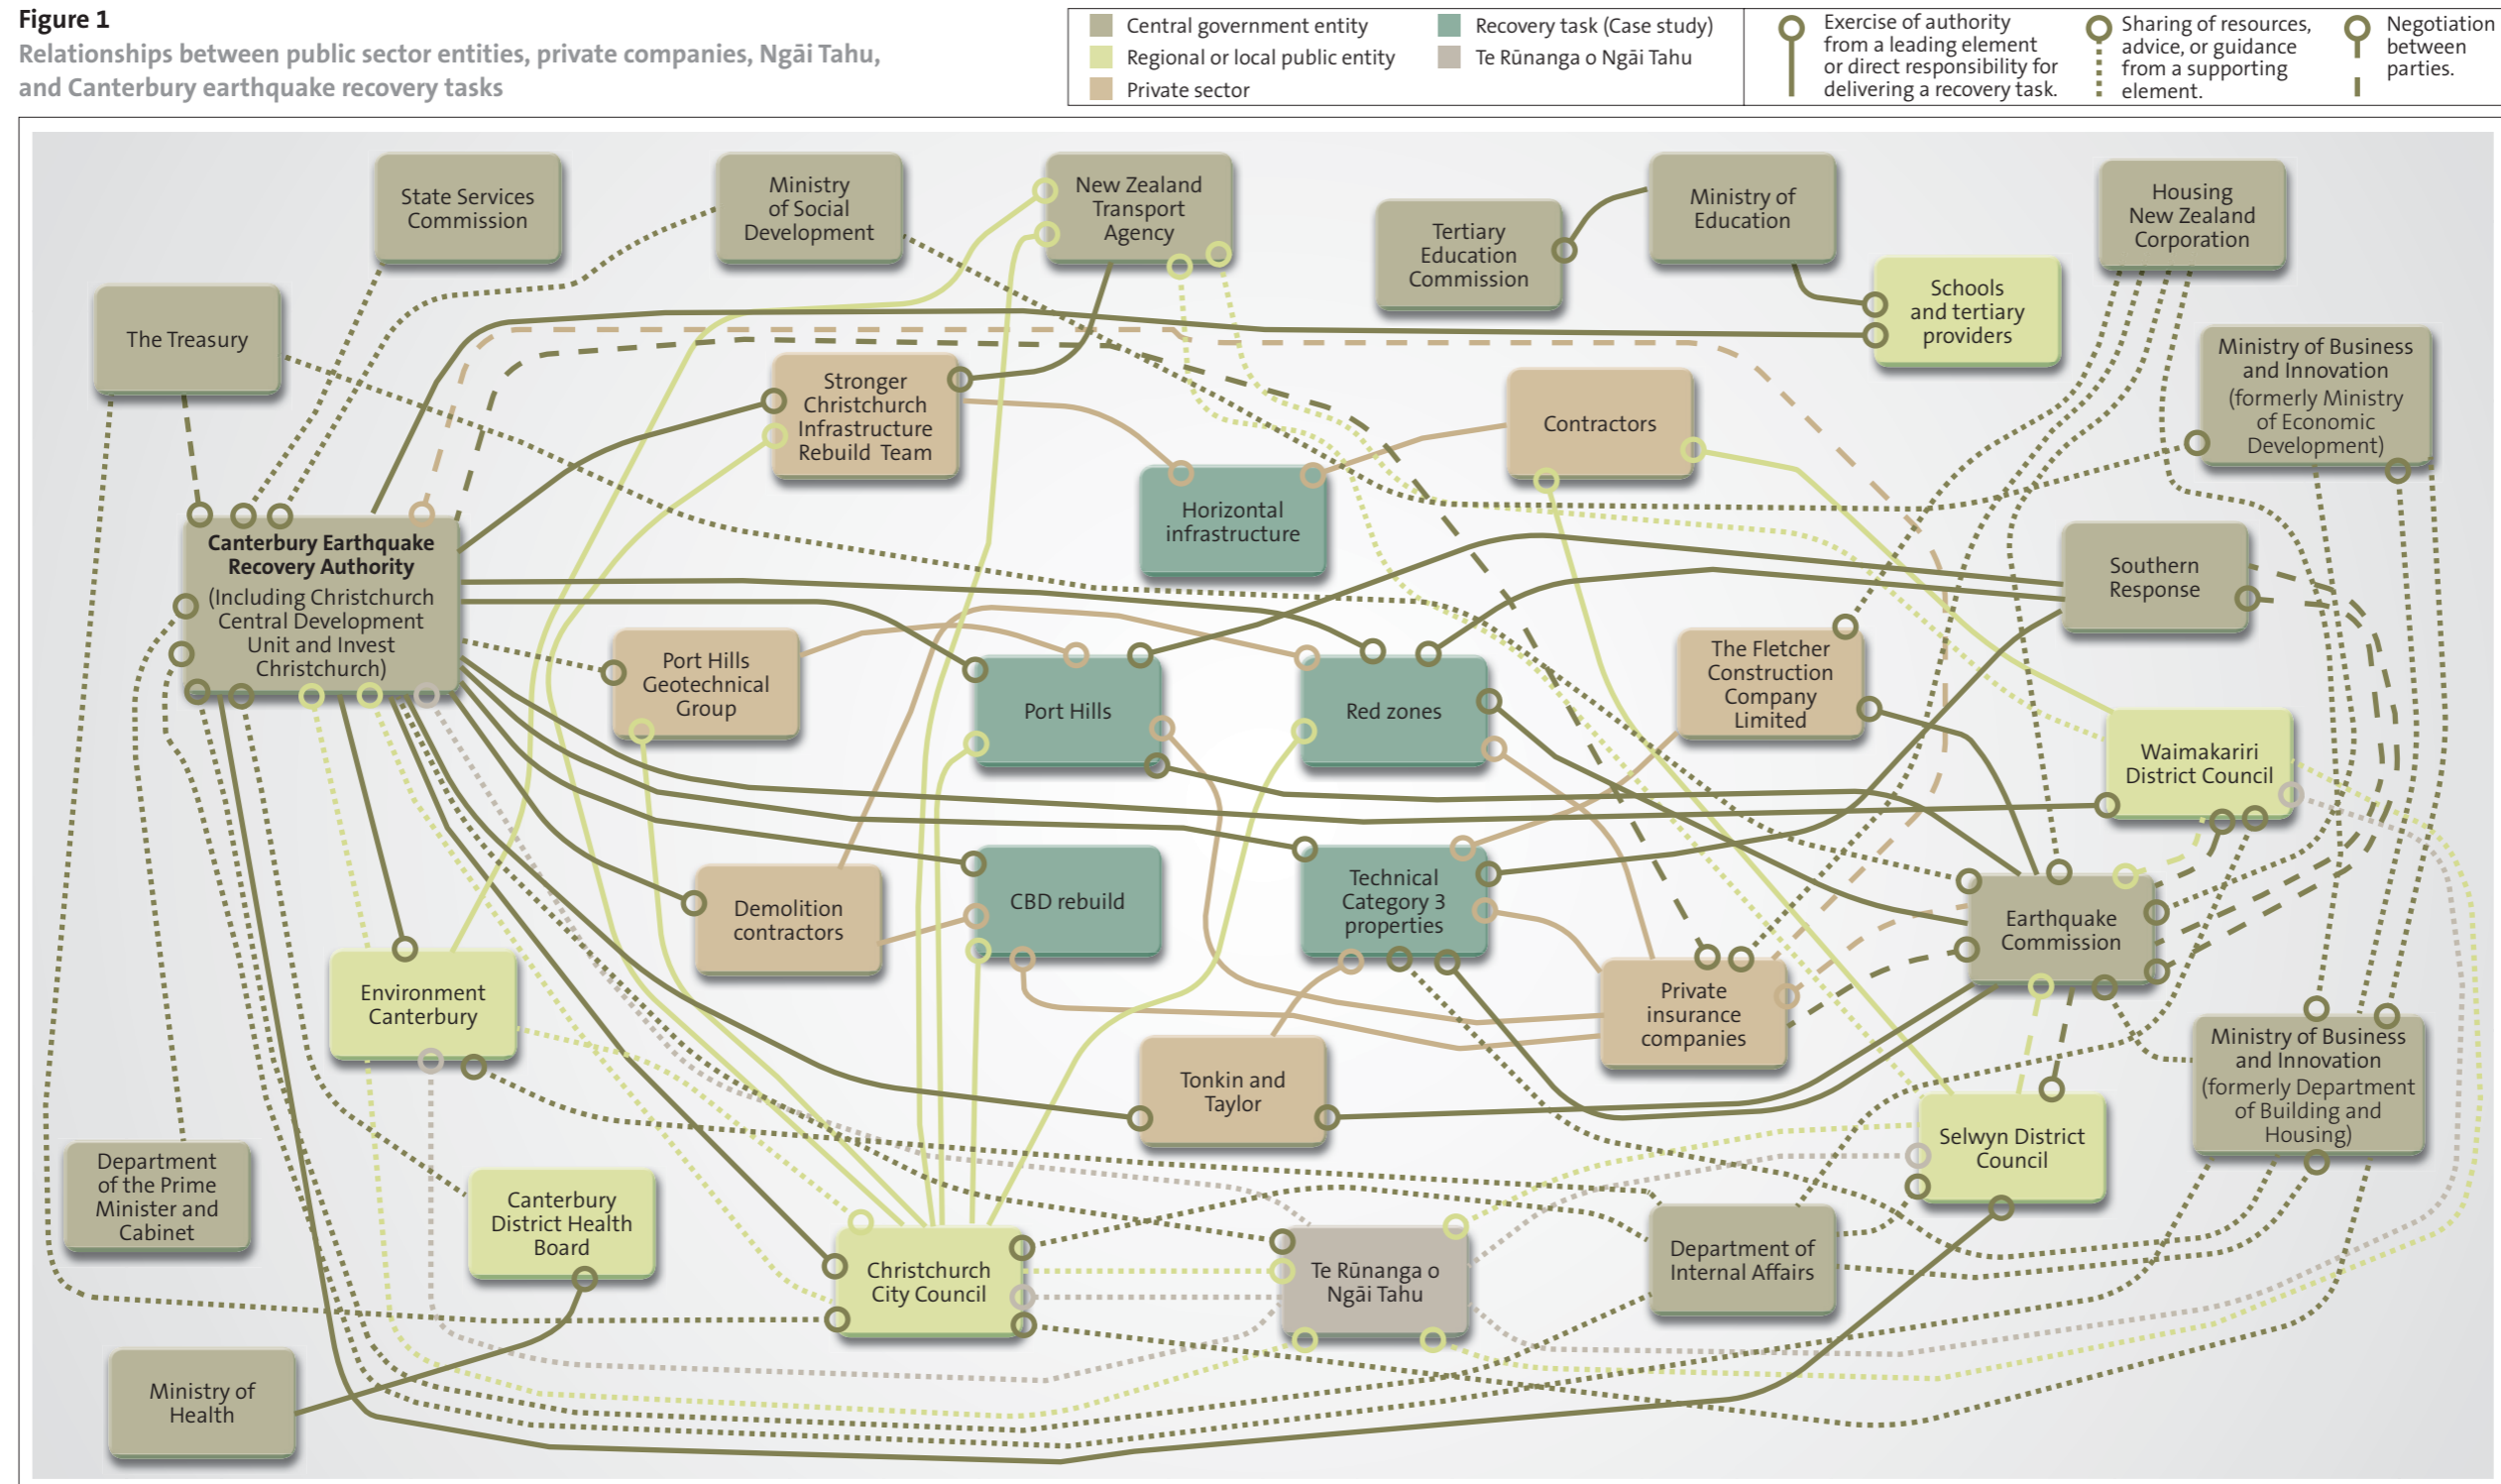 Figure 1
Relationships between public sector entities, private companies, Ngāi Tahu,
and Canterbury earthquake recovery tasks
Central government entity
Regional or local public entity
Private sector
Recovery task (Case study)
Te Rūnanga o Ngāi Tahu
Exercise of authority
from a leading element
or direct responsibility for
delivering a recovery task.
Sharing of resources,
advice, or guidance
from a supporting
element.
Negotiation
between
parties.
State Services
Commission
Ministry
of Social
Development
New Zealand
Transport
Agency
Tertiary
Education
Commission
Ministry of
Education
Housing
New Zealand
Corporation
The Treasury
Schools
and tertiary
providers
Ministry of Business
and Innovation
(formerly Ministry
of Economic
Development)
Stronger
Christchurch
Infrastructure
Rebuild Team
Contractors
Horizontal
infrastructure
Canterbury Earthquake
Recovery Authority
(Including Christchurch
Central Development
Unit and Invest
Christchurch)
Southern
Response
Port Hills
Geotechnical
Group
Port Hills
Red zones
The Fletcher
Construction
Company
Limited
Waimakariri
District Council
Demolition
contractors
CBD rebuild
Technical
Category 3
properties
Earthquake
Commission
Environment
Canterbury
Private
insurance
companies
Tonkin and
Taylor
Ministry of Business
and Innovation
(formerly Department
of Building and
Housing)
Selwyn District
Council
Department
of the Prime
Minister and
Cabinet
Canterbury
District Health
Board
Christchurch
City Council
Te Rūnanga o
Ngāi Tahu
Department of
Internal Affairs
Ministry of
Health